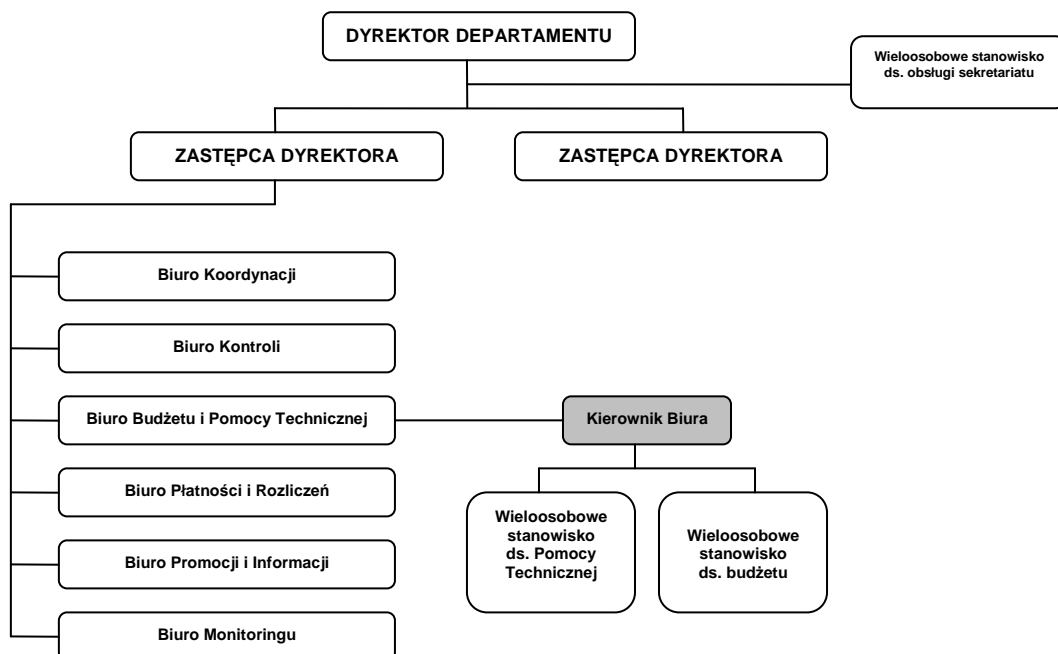 DYREKTOR DEPARTAMENTU
Wieloosobowe stanowisko
ds. obsługi sekretariatu
ZASTĘPCA DYREKTORA
ZASTĘPCA DYREKTORA
Biuro Koordynacji
Biuro Kontroli
Biuro Budżetu i Pomocy Technicznej
Kierownik Biura
Biuro Płatności i Rozliczeń
Wieloosobowe
stanowisko
ds. Pomocy
Technicznej
Wieloosobowe
stanowisko
ds. budżetu
Biuro Promocji i Informacji
Biuro Monitoringu